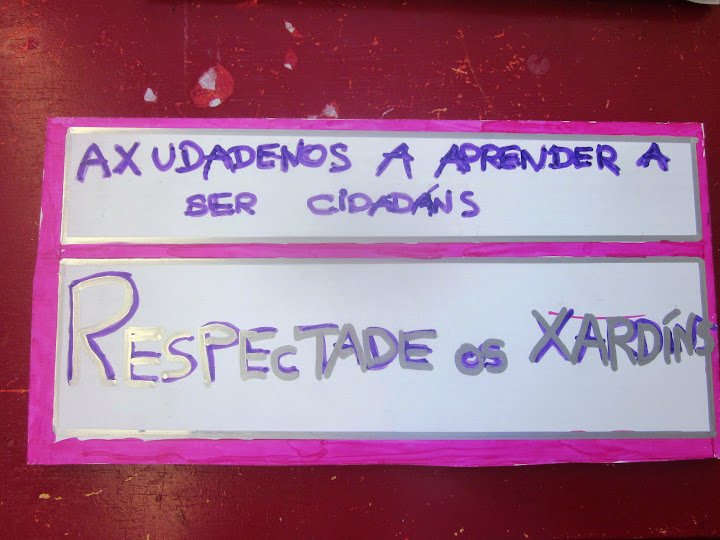 AXUDADENOS A APRENDER A
SER CIDADÁNS
RESPECTADE OS XARDÍNS